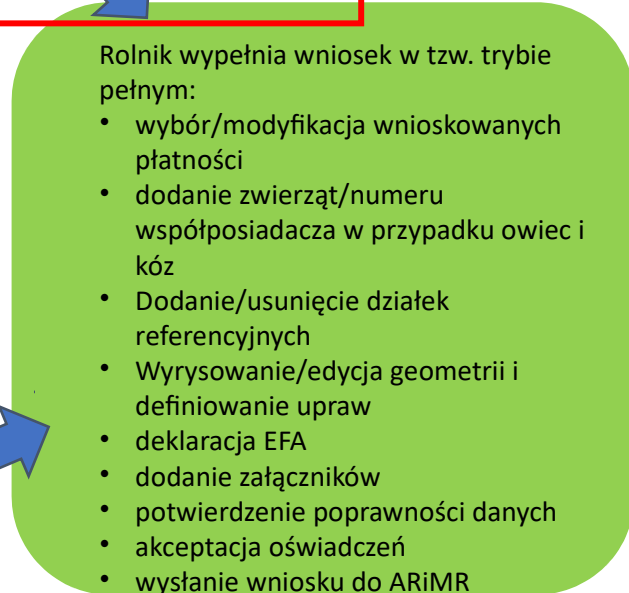 Rolnik wypełnia wniosek w tzw. trybie
pełnym:
• wybór/modyfikacja wnioskowanych
płatności
• dodanie zwierząt/numeru
współposiadacza w przypadku owiec i
kóz
• Dodanie/usunięcie działek
referencyjnych
• Wyrysowanie/edycja geometrii i
definiowanie upraw
• deklaracja EFA
• dodanie załączników
• potwierdzenie poprawności danych
• akceptacja oświadczeń
• wysłanie wniosku do ARiMR